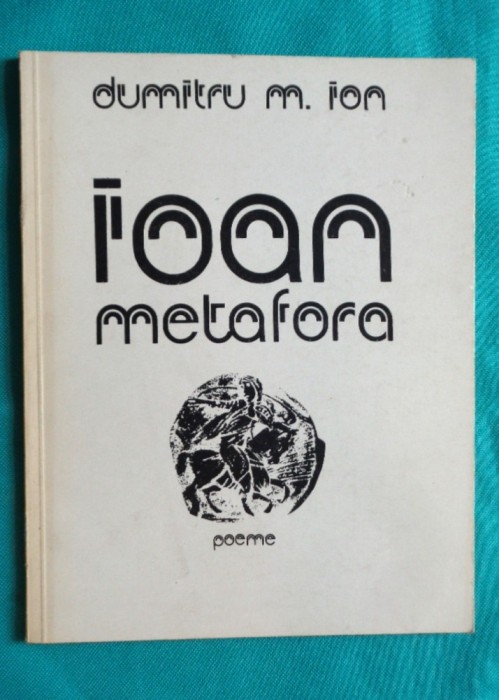 dumitru m. ion
ioan
metafora
poeme